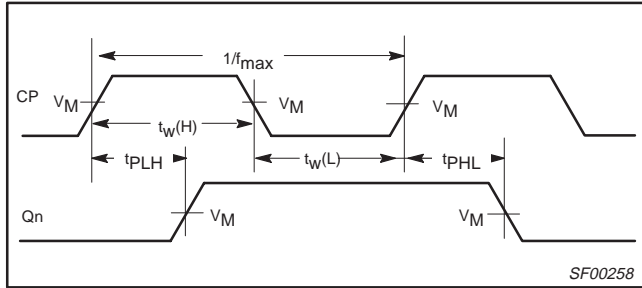 1/fmax
CP VM VM VM
tw(H)
tPLH tw(L) tPHL
Qn VM VM
SF00258